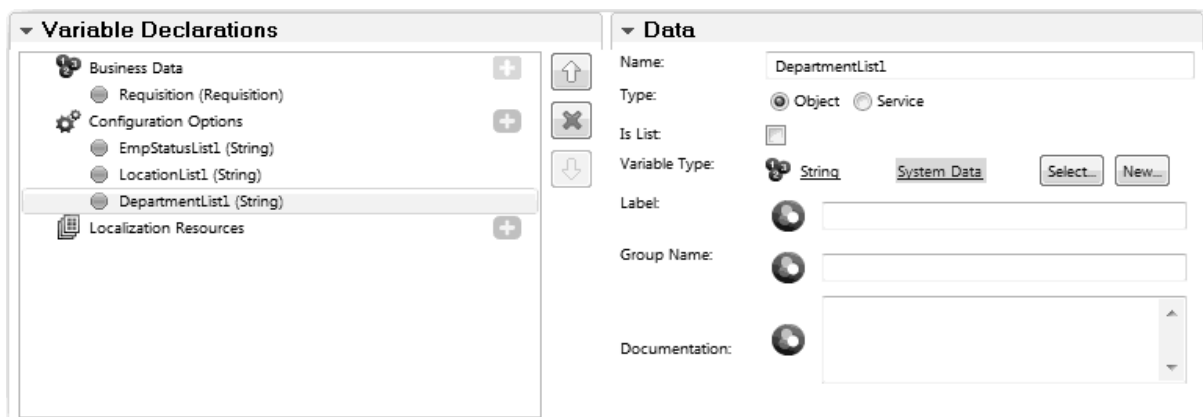 Variable Declarations
Business Data
Requisition (Requisition)
Configuration Options
EmpStatusList1 (String)
LocationList1 (String)
DepartmentList1 (String)
Localization Resources
Data
Name: DepartmentList1
Type: Object Service
Is List:
Variable Type: String System Data Select... New...
Label:
Group Name:
Documentation: